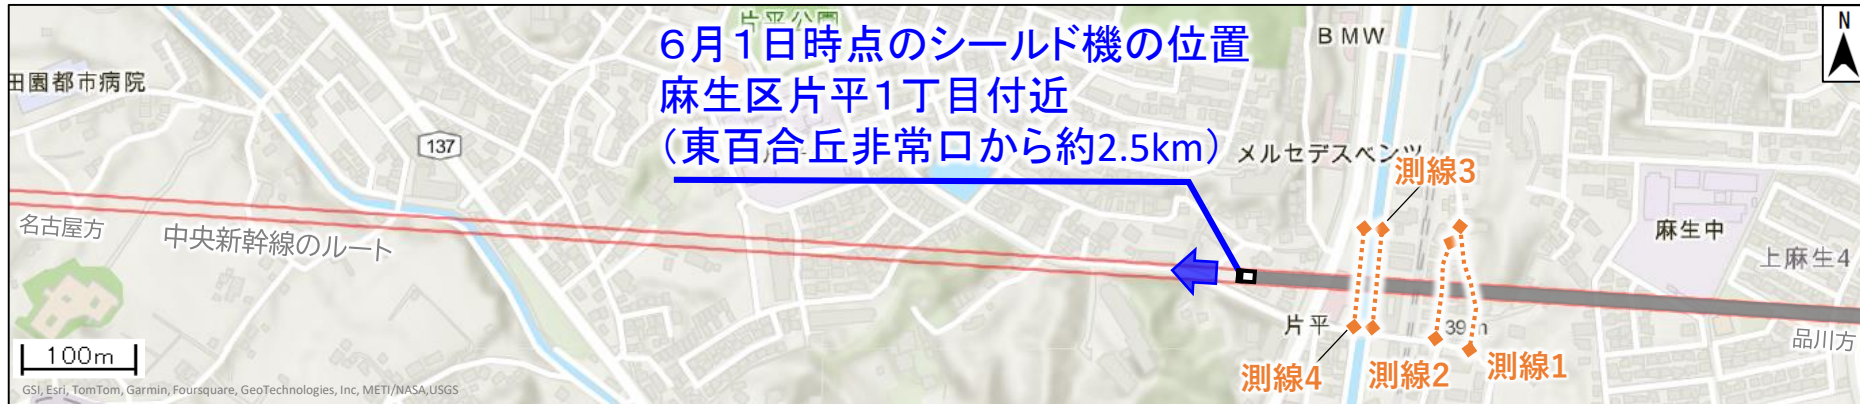 片平公園
6月1日時点のシールド機の位置
麻生区片平1丁目付近
（東百合丘非常口から約2.5km）
BMW
N
田園都市病院
137
メルセデスベンツ
測線3
麻生中
上麻生4
名古屋方
中央新幹線のルート
片平
39m
品川方
100m
測線4
測線2
測線1
GSI, Esri, TomTom, Garmin, Foursquare, GeoTechnologies, Inc, METI/NASA,USGS